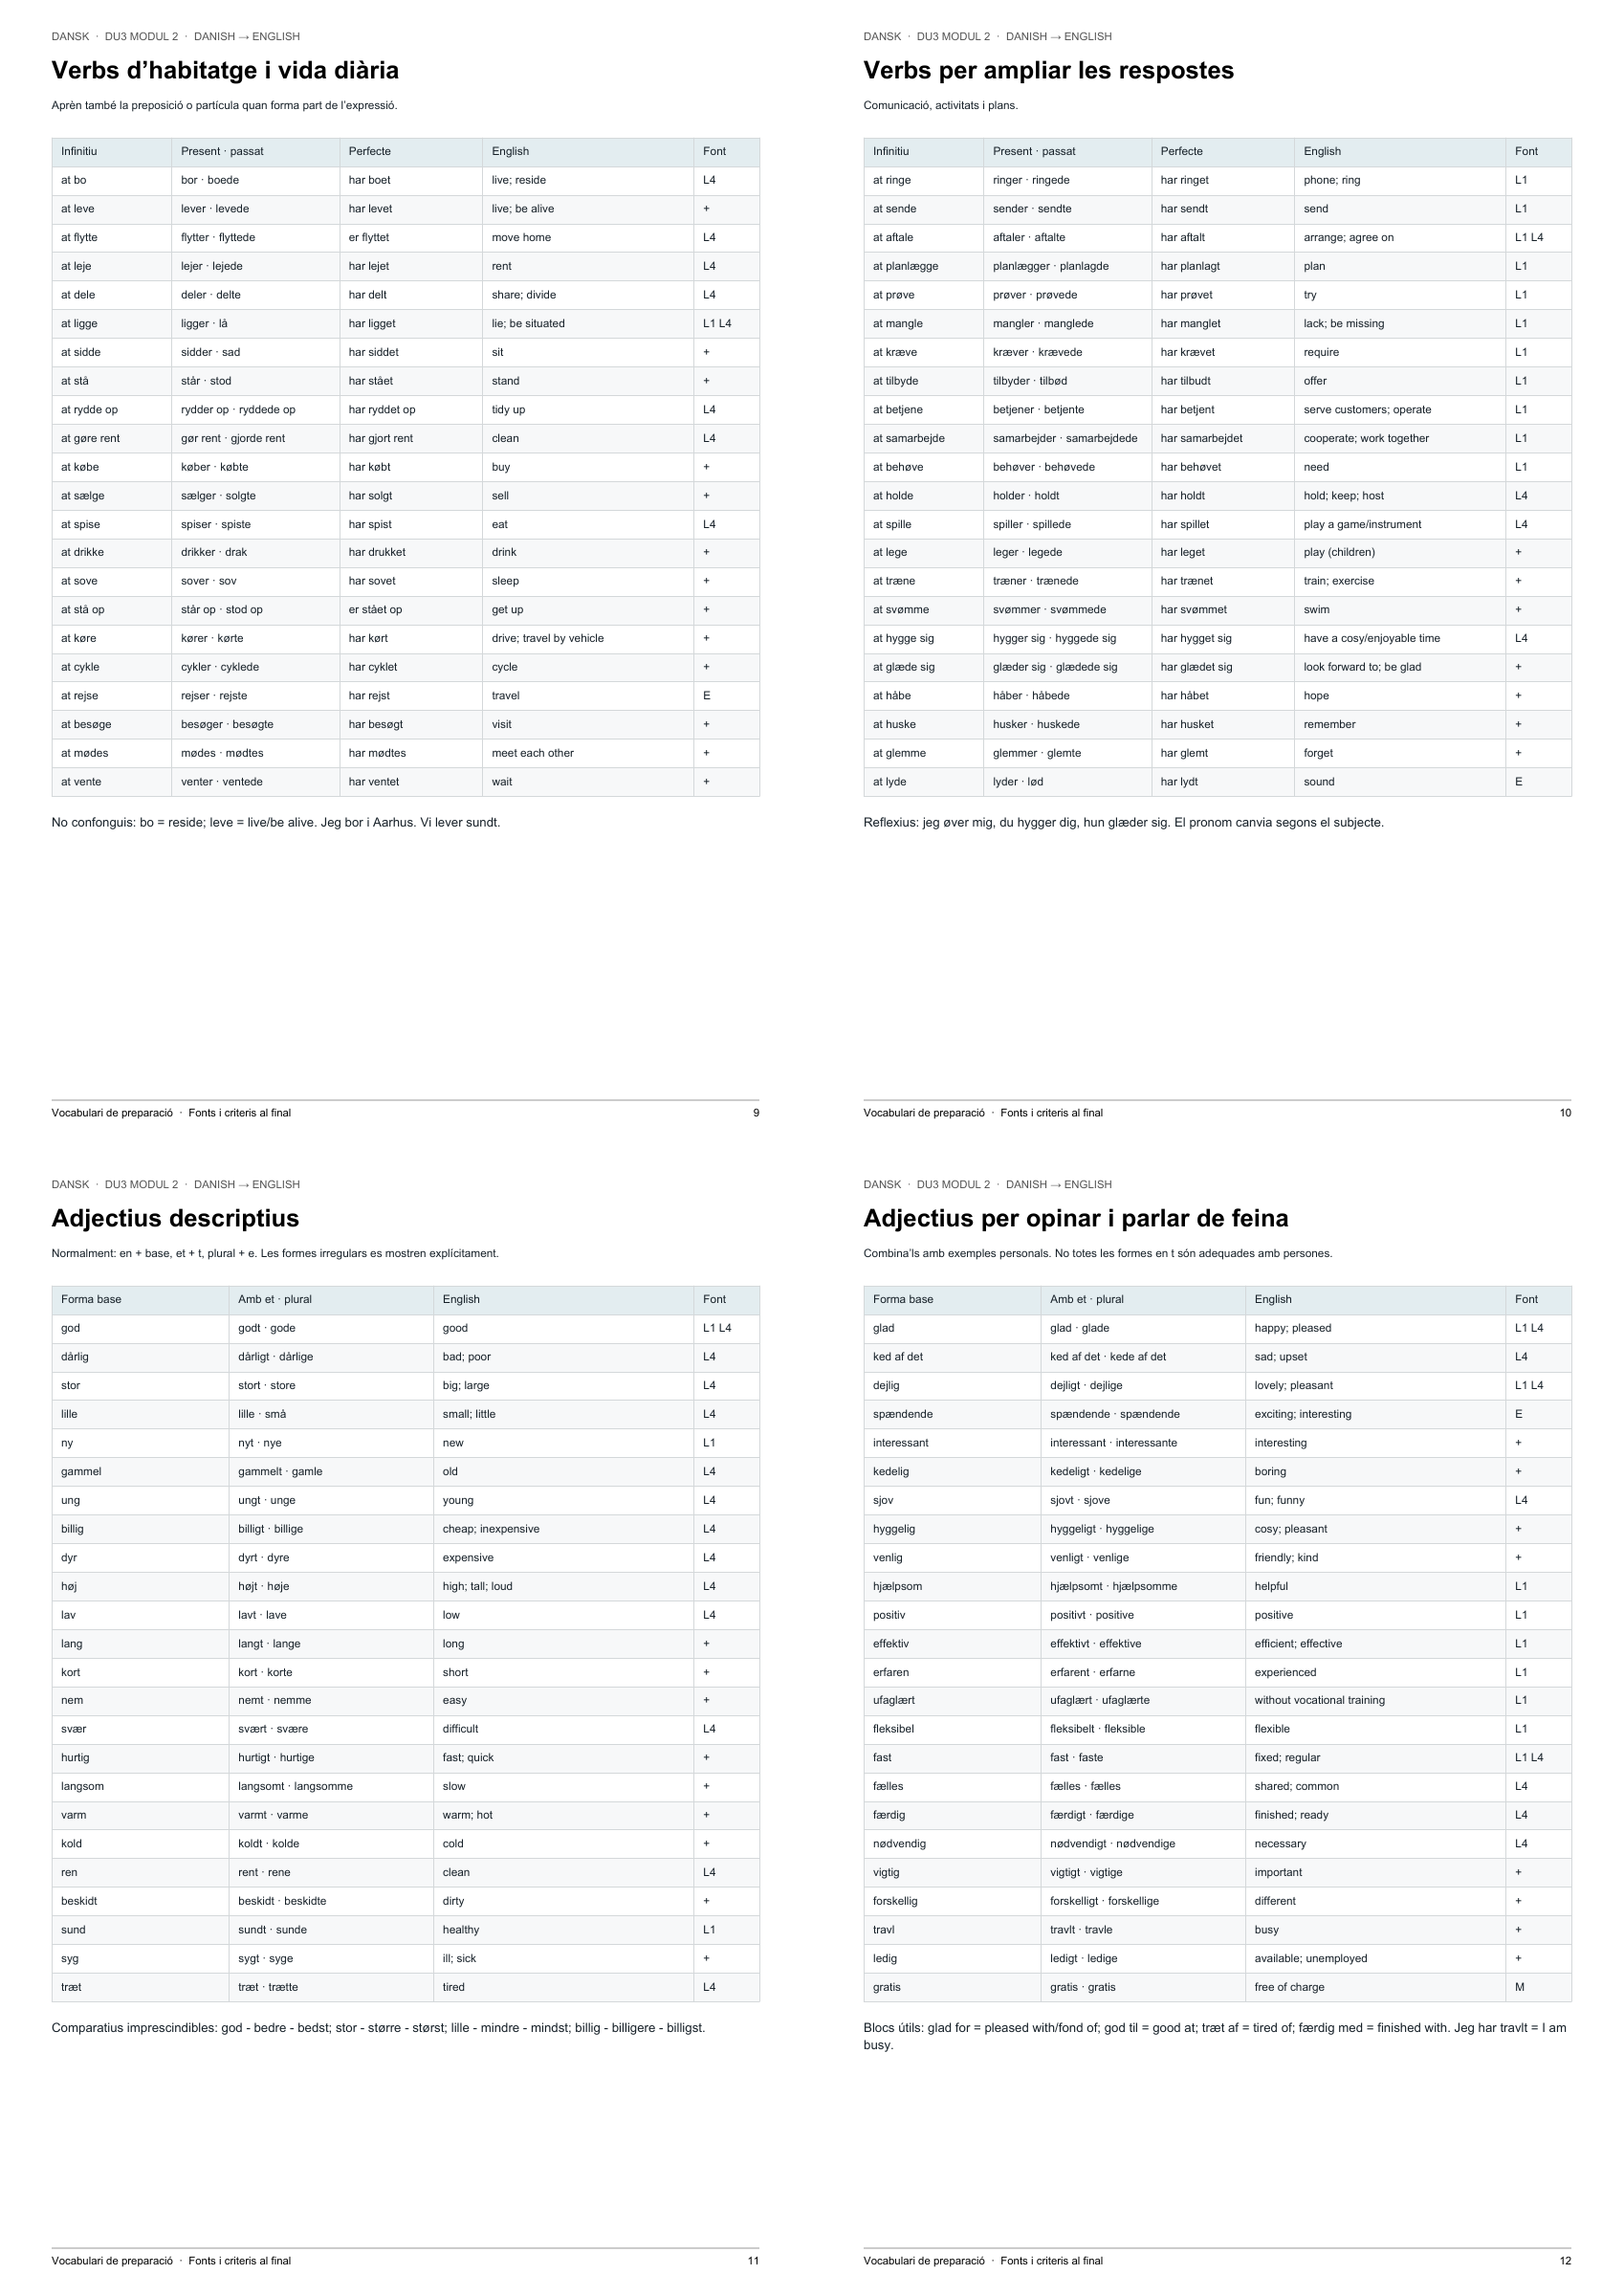 DANSK · DU3 MODUL 2 · DANISH → ENGLISH
Verbs d’habitatge i vida diària
Aprèn també la preposició o partícula quan forma part de l’expressió.
Infinitiu Present · passat Perfecte English Font
at bo bor · boede har boet live; reside L4
at leve lever · levede har levet live; be alive +
at flytte flytter · flyttede er flyttet move home L4
at leje lejer · lejede har lejet rent L4
at dele deler · delte har delt share; divide L4
at ligge ligger · lå har ligget lie; be situated L1 L4
at sidde sidder · sad har siddet sit +
at stå står · stod har stået stand +
at rydde op rydder op · ryddede op har ryddet op tidy up L4
at gøre rent gør rent · gjorde rent har gjort rent clean L4
at købe køber · købte har købt buy +
at sælge sælger · solgte har solgt sell +
at spise spiser · spiste har spist eat L4
at drikke drikker · drak har drukket drink +
at sove sover · sov har sovet sleep +
at stå op står op · stod op er stået op get up +
at køre kører · kørte har kørt drive; travel by vehicle +
at cykle cykler · cyklede har cyklet cycle +
at rejse rejser · rejste har rejst travel E
at besøge besøger · besøgte har besøgt visit +
at mødes mødes · mødtes har mødtes meet each other +
at vente venter · ventede har ventet wait +
No confonguis: bo = reside; leve = live/be alive. Jeg bor i Aarhus. Vi lever sundt.
Vocabulari de preparació · Fonts i criteris al final 9
DANSK · DU3 MODUL 2 · DANISH → ENGLISH
Verbs per ampliar les respostes
Comunicació, activitats i plans.
Infinitiu Present · passat Perfecte English Font
at ringe ringer · ringede har ringet phone; ring L1
at sende sender · sendte har sendt send L1
at aftale aftaler · aftalte har aftalt arrange; agree on L1 L4
at planlægge planlægger · planlagde har planlagt plan L1
at prøve prøver · prøvede har prøvet try L1
at mangle mangler · manglede har manglet lack; be missing L1
at kræve kræver · krævede har krævet require L1
at tilbyde tilbyder · tilbød har tilbudt offer L1
at betjene betjener · betjente har betjent serve customers; operate L1
at samarbejde samarbejder · samarbejdede har samarbejdet cooperate; work together L1
at behøve behøver · behøvede har behøvet need L1
at holde holder · holdt har holdt hold; keep; host L4
at spille spiller · spillede har spillet play a game/instrument L4
at lege leger · legede har leget play (children) +
at træne træner · trænede har trænet train; exercise +
at svømme svømmer · svømmede har svømmet swim +
at hygge sig hygger sig · hyggede sig har hygget sig have a cosy/enjoyable time L4
at glæde sig glæder sig · glædede sig har glædet sig look forward to; be glad +
at håbe håber · håbede har håbet hope +
at huske husker · huskede har husket remember +
at glemme glemmer · glemte har glemt forget +
at lyde lyder · lød har lydt sound E
Reflexius: jeg øver mig, du hygger dig, hun glæder sig. El pronom canvia segons el subjecte.
Vocabulari de preparació · Fonts i criteris al final 10
DANSK · DU3 MODUL 2 · DANISH → ENGLISH
Adjectius descriptius
Normalment: en + base, et + t, plural + e. Les formes irregulars es mostren explícitament.
Forma base Amb et · plural English Font
god godt · gode good L1 L4
dårlig dårligt · dårlige bad; poor L4
stor stort · store big; large L4
lille lille · små small; little L4
ny nyt · nye new L1
gammel gammelt · gamle old L4
ung ungt · unge young L4
billig billigt · billige cheap; inexpensive L4
dyr dyrt · dyre expensive L4
høj højt · høje high; tall; loud L4
lav lavt · lave low L4
lang langt · lange long +
kort kort · korte short +
nem nemt · nemme easy +
svær svært · svære difficult L4
hurtig hurtigt · hurtige fast; quick +
langsom langsomt · langsomme slow +
varm varmt · varme warm; hot +
kold koldt · kolde cold +
ren rent · rene clean L4
beskidt beskidt · beskidte dirty +
sund sundt · sunde healthy L1
syg sygt · syge ill; sick +
træt træt · trætte tired L4
Comparatius imprescindibles: god - bedre - bedst; stor - større - størst; lille - mindre - mindst; billig - billigere - billigst.
Vocabulari de preparació · Fonts i criteris al final 11
DANSK · DU3 MODUL 2 · DANISH → ENGLISH
Adjectius per opinar i parlar de feina
Combina’ls amb exemples personals. No totes les formes en t són adequades amb persones.
Forma base Amb et · plural English Font
glad glad · glade happy; pleased L1 L4
ked af det ked af det · kede af det sad; upset L4
dejlig dejligt · dejlige lovely; pleasant L1 L4
spændende spændende · spændende exciting; interesting E
interessant interessant · interessante interesting +
kedelig kedeligt · kedelige boring +
sjov sjovt · sjove fun; funny L4
hyggelig hyggeligt · hyggelige cosy; pleasant +
venlig venligt · venlige friendly; kind +
hjælpsom hjælpsomt · hjælpsomme helpful L1
positiv positivt · positive positive L1
effektiv effektivt · effektive efficient; effective L1
erfaren erfarent · erfarne experienced L1
ufaglært ufaglært · ufaglærte without vocational training L1
fleksibel fleksibelt · fleksible flexible L1
fast fast · faste fixed; regular L1 L4
fælles fælles · fælles shared; common L4
færdig færdigt · færdige finished; ready L4
nødvendig nødvendigt · nødvendige necessary L4
vigtig vigtigt · vigtige important +
forskellig forskelligt · forskellige different +
travl travlt · travle busy +
ledig ledigt · ledige available; unemployed +
gratis gratis · gratis free of charge M
Blocs útils: glad for = pleased with/fond of; god til = good at; træt af = tired of; færdig med = finished with. Jeg har travlt = I am
busy.
Vocabulari de preparació · Fonts i criteris al final 12